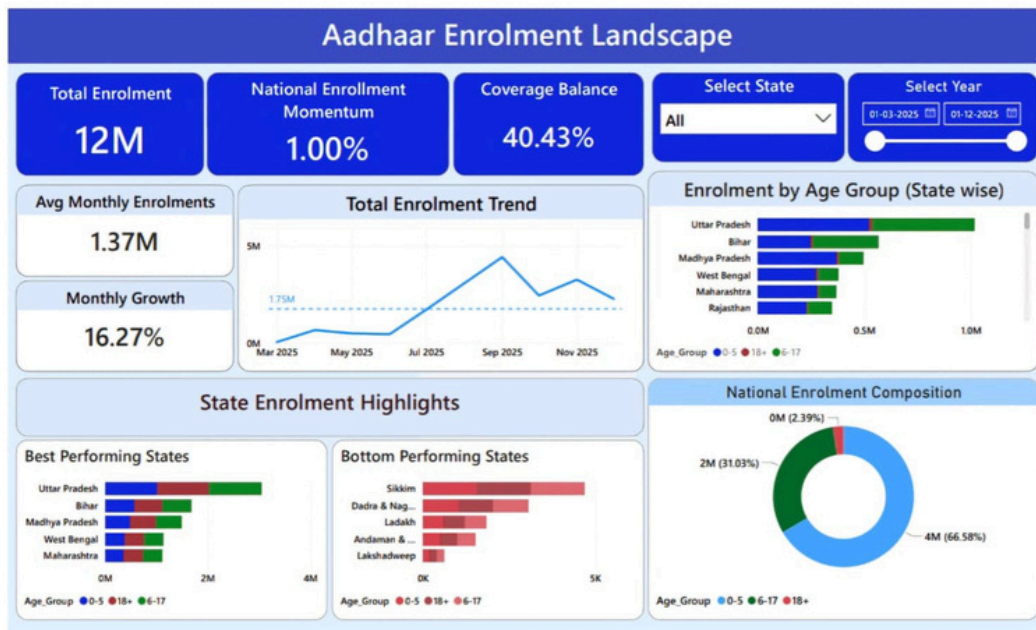 Aadhaar Enrolment Landscape
Total Enrolment
12M
National Enrollment
Momentum
1.00%
Coverage Balance
40.43%
Select State
All
Select Year
01-03-2025
01-12-2025
Avg Monthly Enrolments
1.37M
Monthly Growth
16.27%
Total Enrolment Trend
5M
1.75M
0M
Mar 2025 May 2025 Jul 2025 Sep 2025 Nov 2025
Enrolment by Age Group (State wise)
Uttar Pradesh
Bihar
Madhya Pradesh
West Bengal
Maharashtra
Rajasthan
0.0M 0.5M 1.0M
Age_Group 0-5 18+ 6-17
State Enrolment Highlights
Best Performing States
Uttar Pradesh
Bihar
Madhya Pradesh
West Bengal
Maharashtra
0M 2M 4M
Age_Group 0-5 18+ 6-17
Bottom Performing States
Sikkim
Dadra & Nag...
Ladakh
Andaman & ...
Lakshadweep
0K 5K
Age_Group 0-5 18+ 6-17
National Enrolment Composition
0M (2.39%)
2M (31.03%)
4M (66.58%)
Age_Group 0-5 6-17 18+